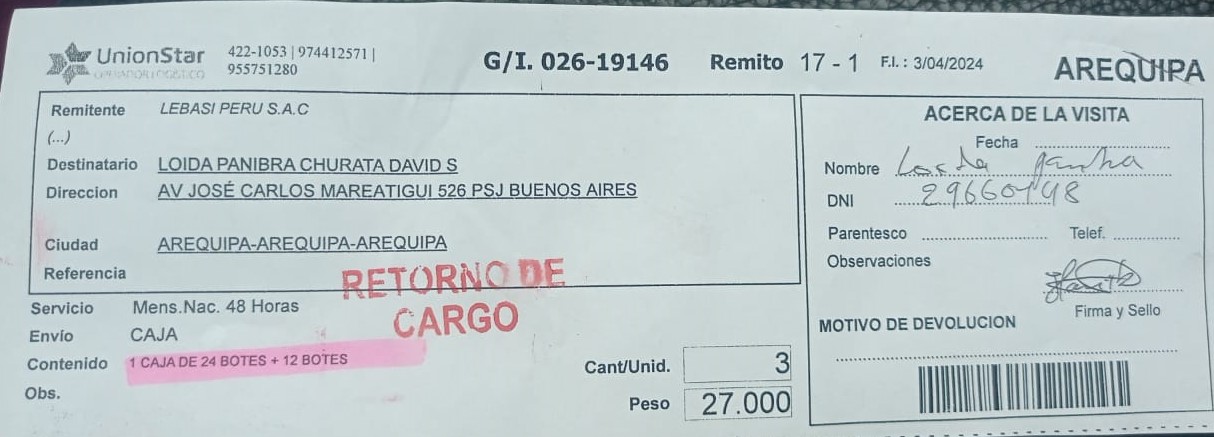 UnionStar
OPERADOR LOGISTICO
422-1053 | 974412571 |
955751280
G/I. 026-19146 Remito 17 - 1 F.I. : 3/04/2024
AREQUIPA
Remitente LEBASI PERU S.A.C
(...)
Destinatario LOIDA PANIBRA CHURATA DAVID S
Direccion AV JOSÉ CARLOS MAREATIGUI 526 PSJ BUENOS AIRES
Ciudad AREQUIPA-AREQUIPA-AREQUIPA
Referencia
RETORNO DE
CARGO
Servicio Mens.Nac. 48 Horas
Envío CAJA
Contenido 1 CAJA DE 24 BOTES + 12 BOTES
Obs.
Cant/Unid. 3
Peso 27.000
ACERCA DE LA VISITA
Fecha
Nombre
DNI 29660798
Parentesco Telef.
Observaciones
Firma y Sello
MOTIVO DE DEVOLUCION